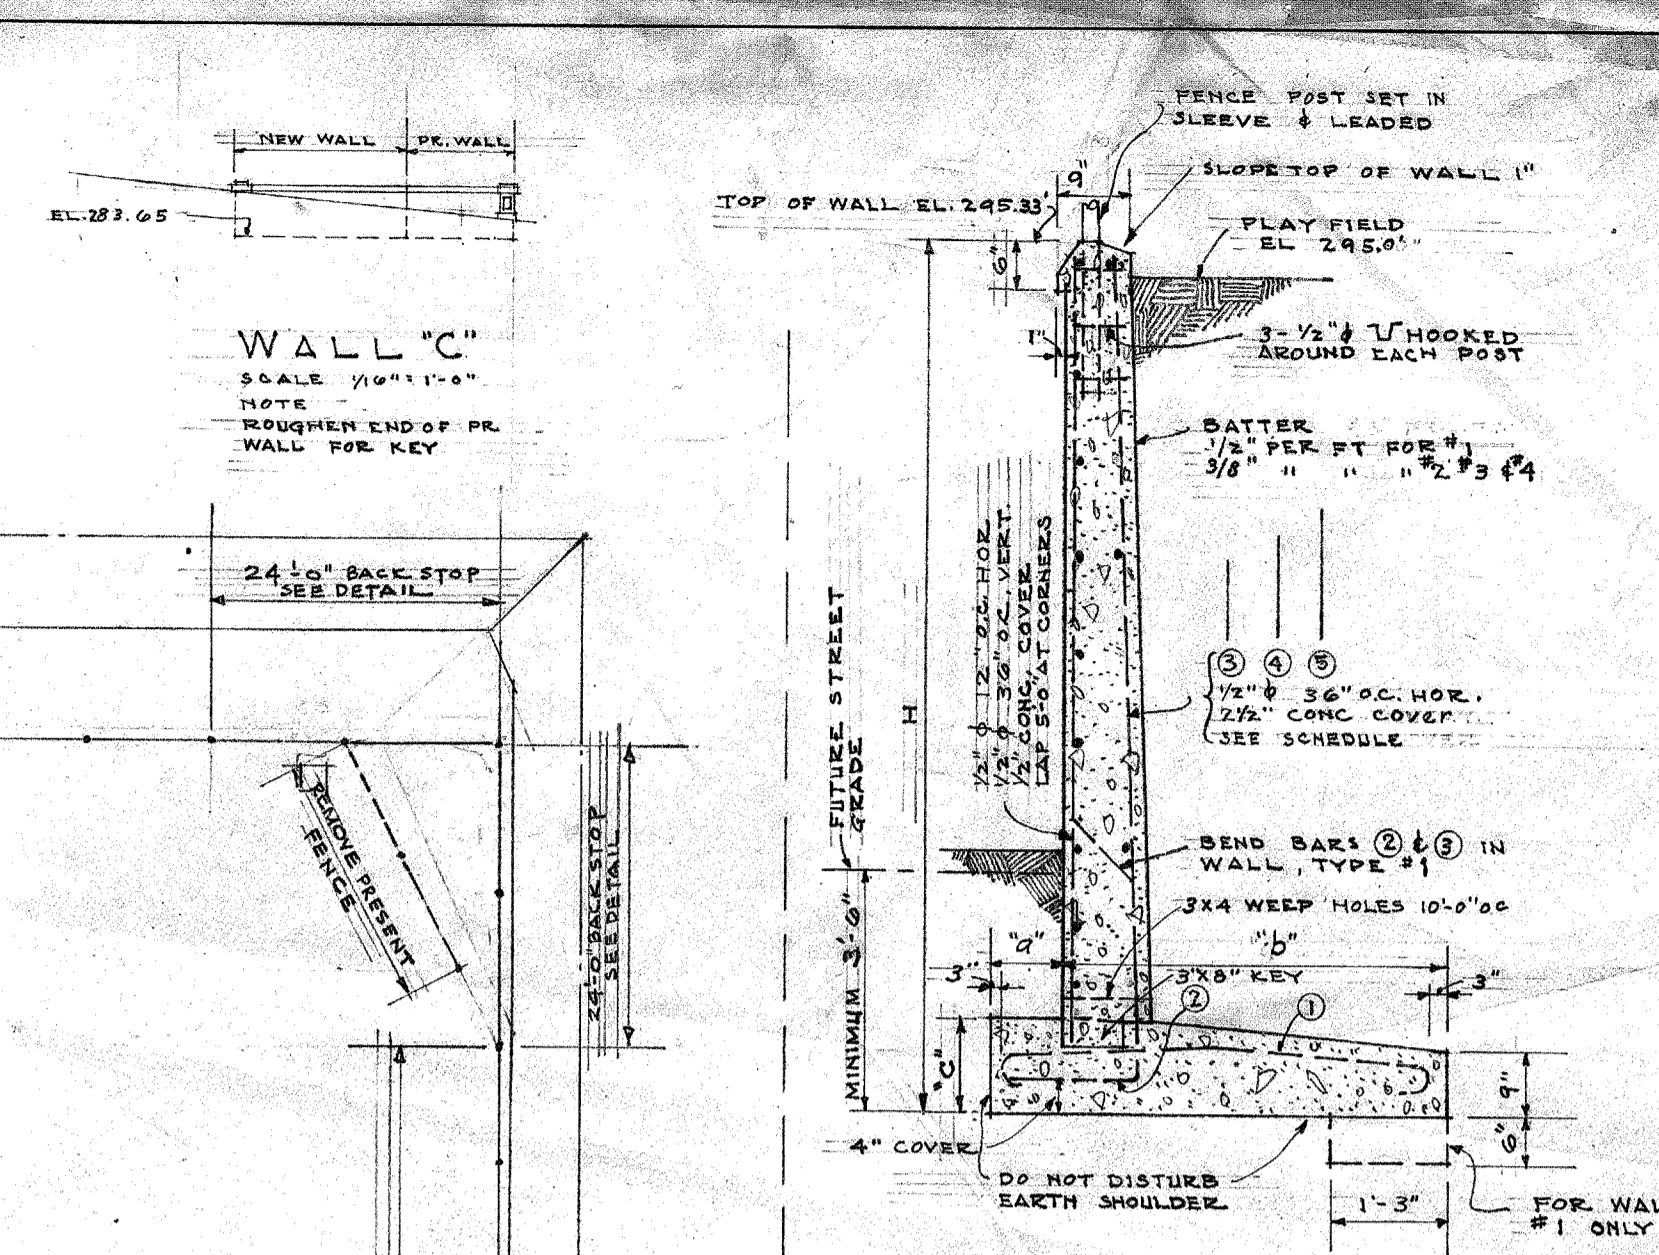 NEW WALL
PR. WALL
EL. 283.65
WALL "C"
SCALE 1/16" = 1'-0"
NOTE
ROUGHEN END OF PR.
WALL FOR KEY
24'-0" BACK STOP
SEE DETAIL
REMOVE PRESENT
FENCE
24'-0" BACK STOP
SEE DETAIL
FENCE POST SET IN
SLEEVE & LEADED
9"
SLOPE TOP OF WALL 1"
TOP OF WALL EL. 295.33'
PLAY FIELD
EL 295.0'
6"
3-1/2" ϕ HOOKED
AROUND EACH POST
1"
BATTER
1/2" PER FT FOR #1
3/8" " " " #2 #3 & #4
1/2" ϕ 12" O.C. HOR
1/2" ϕ 36" O.C. VERT.
1/2" CONC. COVER
LAP 5'-0" AT CORNERS
H
FUTURE STREET
GRADE
3 4 5
1/2" ϕ 36" O.C. HOR.
2 1/2" CONC COVER
SEE SCHEDULE
BEND BARS 2 & 3 IN
WALL, TYPE #1
3X4 WEEP HOLES 10'-0" OC
MINIMUM 3'-6"
"a"
"b"
3"
3"X8" KEY
3"
2
1
"C"
9"
6"
4" COVER
DO NOT DISTURB
EARTH SHOULDER
1'-3"
FOR WAL
#1 ONLY